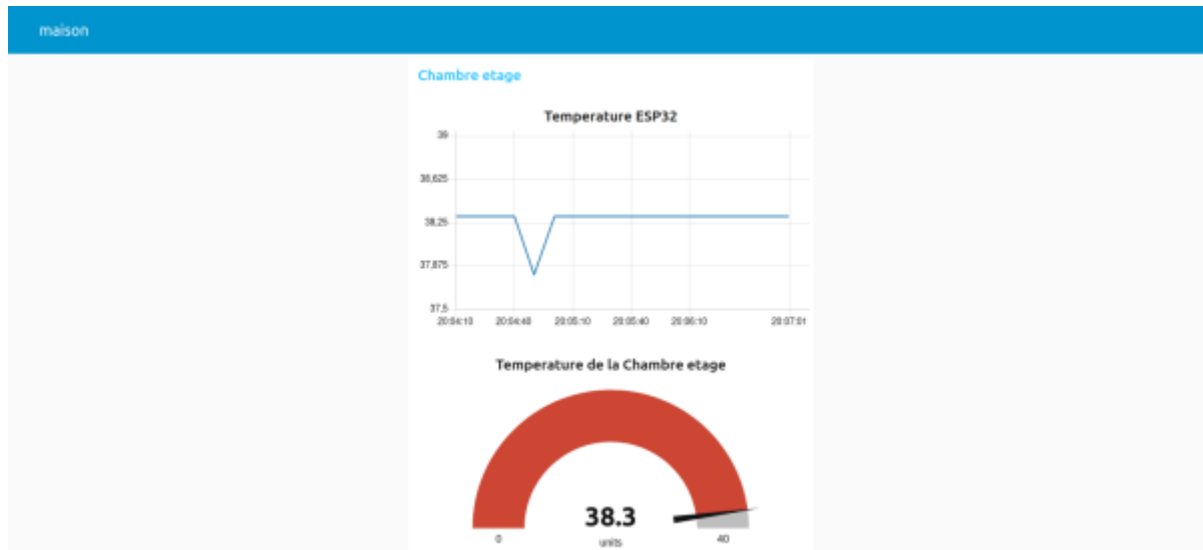 maison
Chambre etage
Temperature ESP32
39
38,625
38,25
37,875
37,5
20:04:10 20:04:40 20:05:10 20:05:40 20:06:10 20:07:01
Temperature de la Chambre etage
38.3
units
0 40